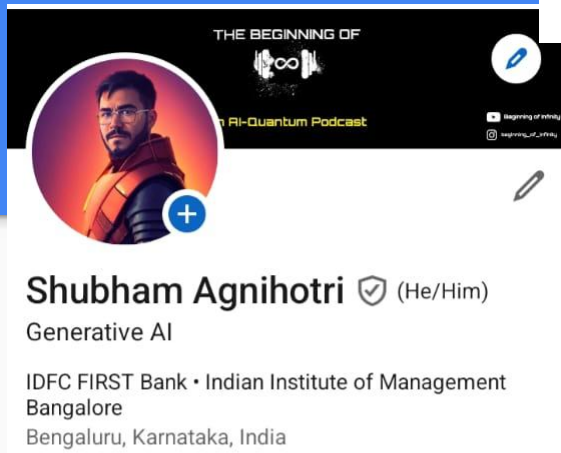 THE BEGINNING OF
AI-Quantum Podcast
Beginning of Infinity
beginning_of_infinity
Shubham Agnihotri (He/Him)
Generative AI
IDFC FIRST Bank • Indian Institute of Management
Bangalore
Bengaluru, Karnataka, India